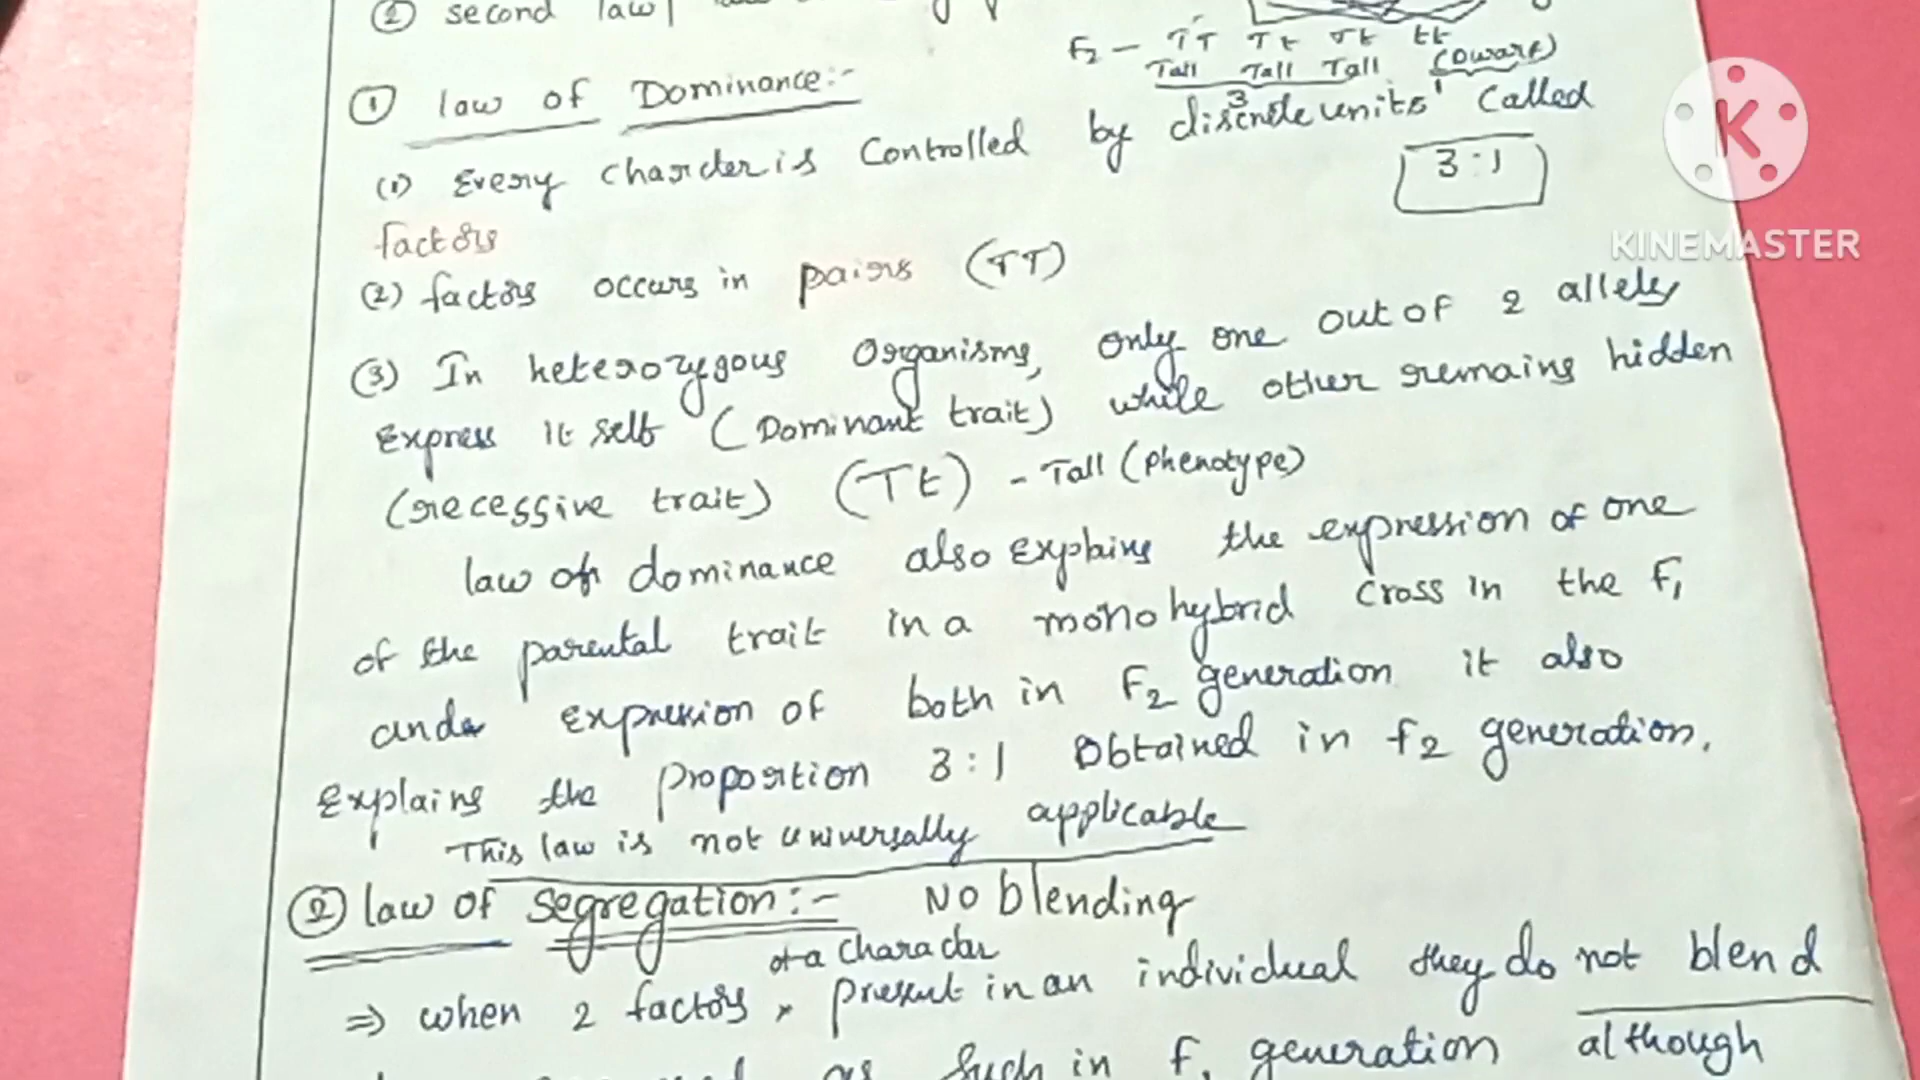 ② second law
F2 - TT Tt Tt tt
Tall Tall Tall (Dwarf)
3 1
① law of Dominance:-
(1) Every character is Controlled by discrete units Called
3:1
factors
(2) factors occurs in pairs (TT)
(3) In heterozygous Organisms, only one out of 2 alleles
Express it self (Dominant trait) while other remains hidden
(recessive trait) (Tt) - Tall (phenotype)
law of dominance also explains the expression of one
of the parental trait in a monohybrid cross in the F1
and expression of both in F2 generation it also
Explains the proportion 3:1 Obtained in f2 generation.
This law is not universally applicable
② law of segregation:- No blending
of a character
⇒ when 2 factors × present in an individual they do not blend
as such in F1 generation although
K
KINEMASTER